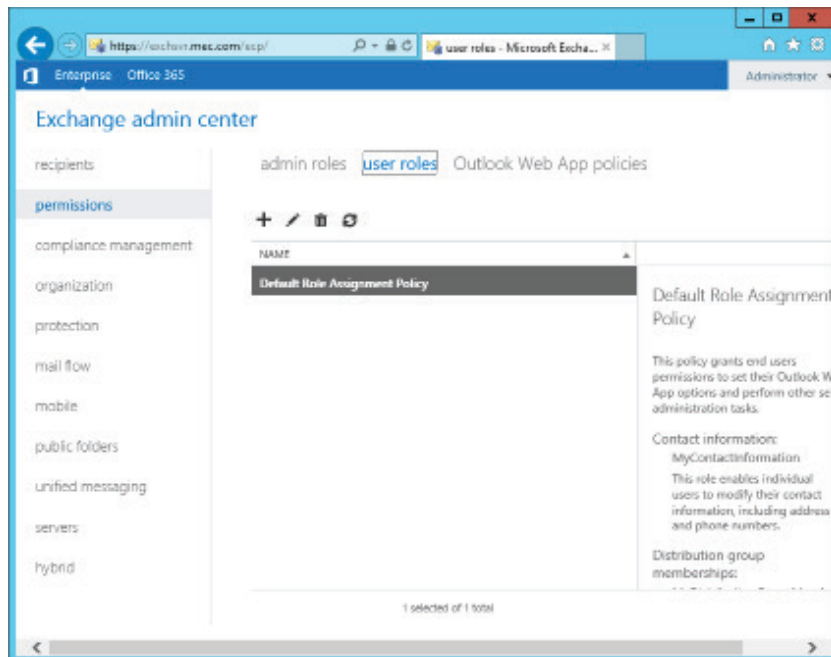 https://exchsvr.mec.com/ecp/
user roles - Microsoft Excha...
Enterprise Office 365
Administrator
Exchange admin center
recipients
permissions
compliance management
organization
protection
mail flow
mobile
public folders
unified messaging
servers
hybrid
admin roles user roles Outlook Web App policies
NAME
Default Role Assignment Policy
1 selected of 1 total
Default Role Assignment
Policy
This policy grants end users
permissions to set their Outlook W
App options and perform other se
administration tasks.
Contact information:
MyContactInformation
This role enables individual
users to modify their contact
information, including address
and phone numbers.
Distribution group
memberships: